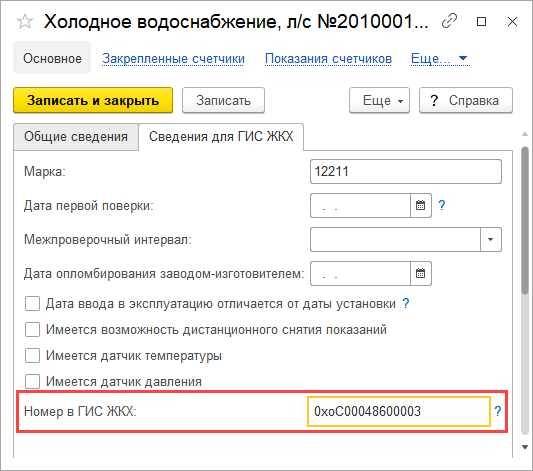 Холодное водоснабжение, л/с №2010001...
Основное Закрепленные счетчики Показания счетчиков Еще...
Записать и закрыть Записать Еще ? Справка
Общие сведения Сведения для ГИС ЖКХ
Марка: 12211
Дата первой поверки: . . ?
Межпроверочный интервал:
Дата опломбирования заводом-изготовителем: . .
Дата ввода в эксплуатацию отличается от даты установки ?
Имеется возможность дистанционного снятия показаний
Имеется датчик температуры
Имеется датчик давления
Номер в ГИС ЖКХ: 0хоС00048600003 ?